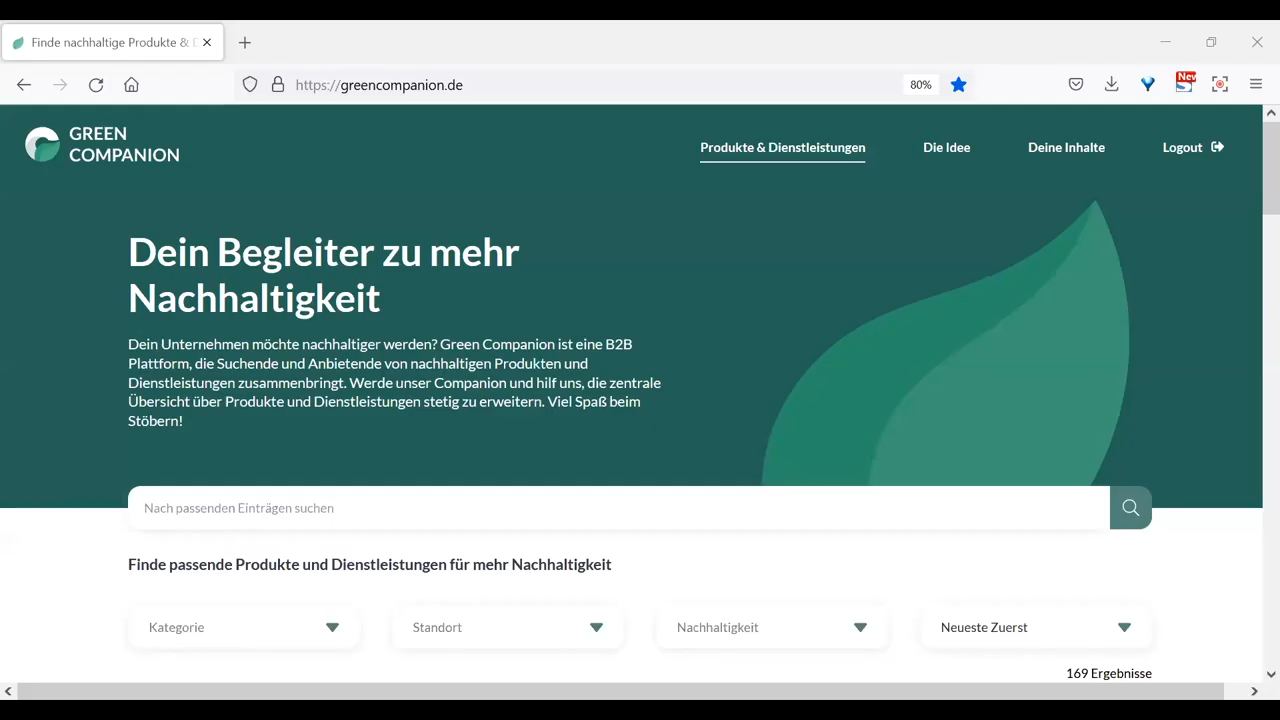 Finde nachhaltige Produkte &
New
https://greencompanion.de
80%
GREEN
COMPANION
Produkte & Dienstleistungen
Die Idee
Deine Inhalte
Logout
Dein Begleiter zu mehr
Nachhaltigkeit
Dein Unternehmen möchte nachhaltiger werden? Green Companion ist eine B2B
Plattform, die Suchende und Anbietende von nachhaltigen Produkten und
Dienstleistungen zusammenbringt. Werde unser Companion und hilf uns, die zentrale
Übersicht über Produkte und Dienstleistungen stetig zu erweitern. Viel Spaß beim
Stöbern!
Nach passenden Einträgen suchen
Finde passende Produkte und Dienstleistungen für mehr Nachhaltigkeit
Kategorie
Standort
Nachhaltigkeit
Neueste Zuerst
169 Ergebnisse